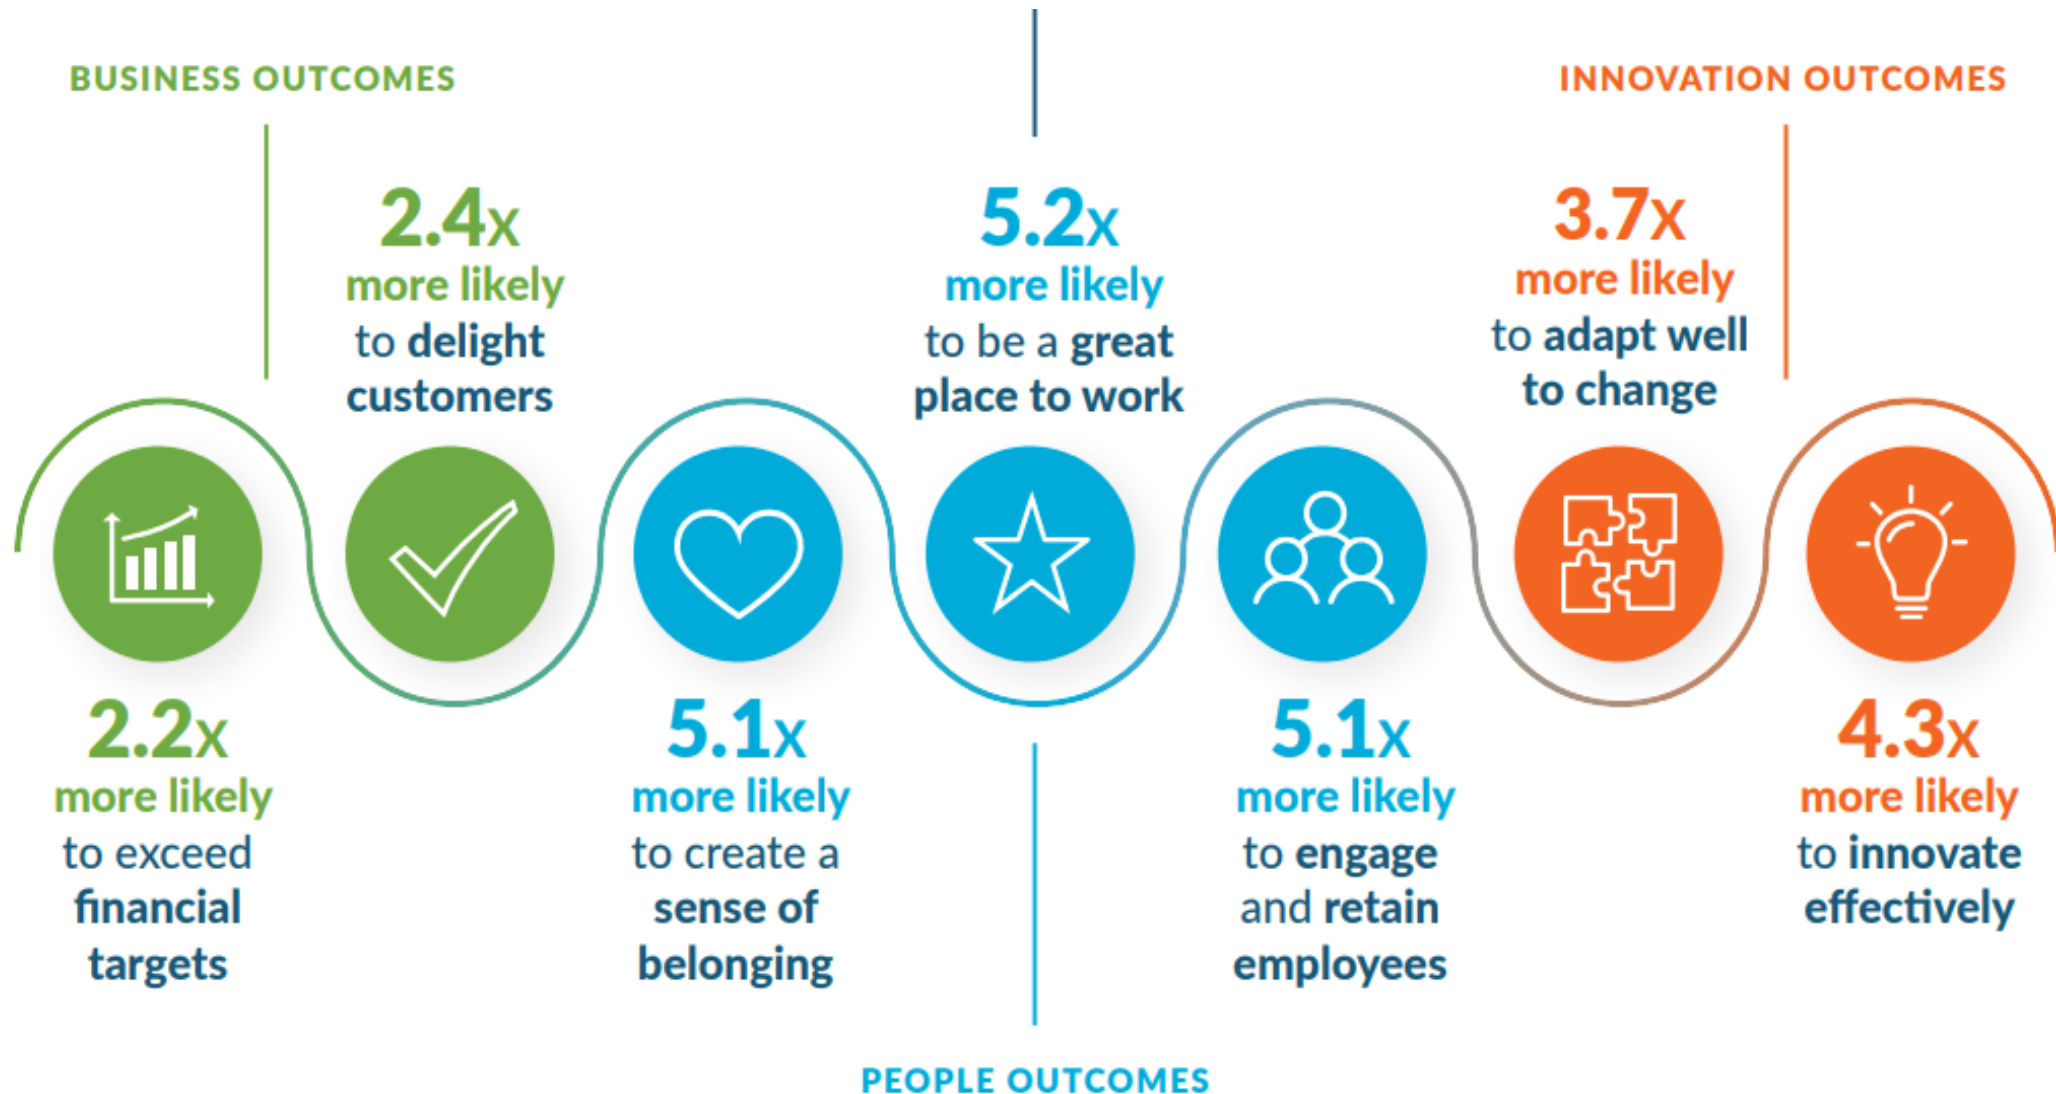 BUSINESS OUTCOMES
2.2X
more likely
to exceed
financial
targets
2.4X
more likely
to delight
customers
PEOPLE OUTCOMES
5.1X
more likely
to create a
sense of
belonging
5.2X
more likely
to be a great
place to work
5.1X
more likely
to engage
and retain
employees
INNOVATION OUTCOMES
3.7X
more likely
to adapt well
to change
4.3X
more likely
to innovate
effectively